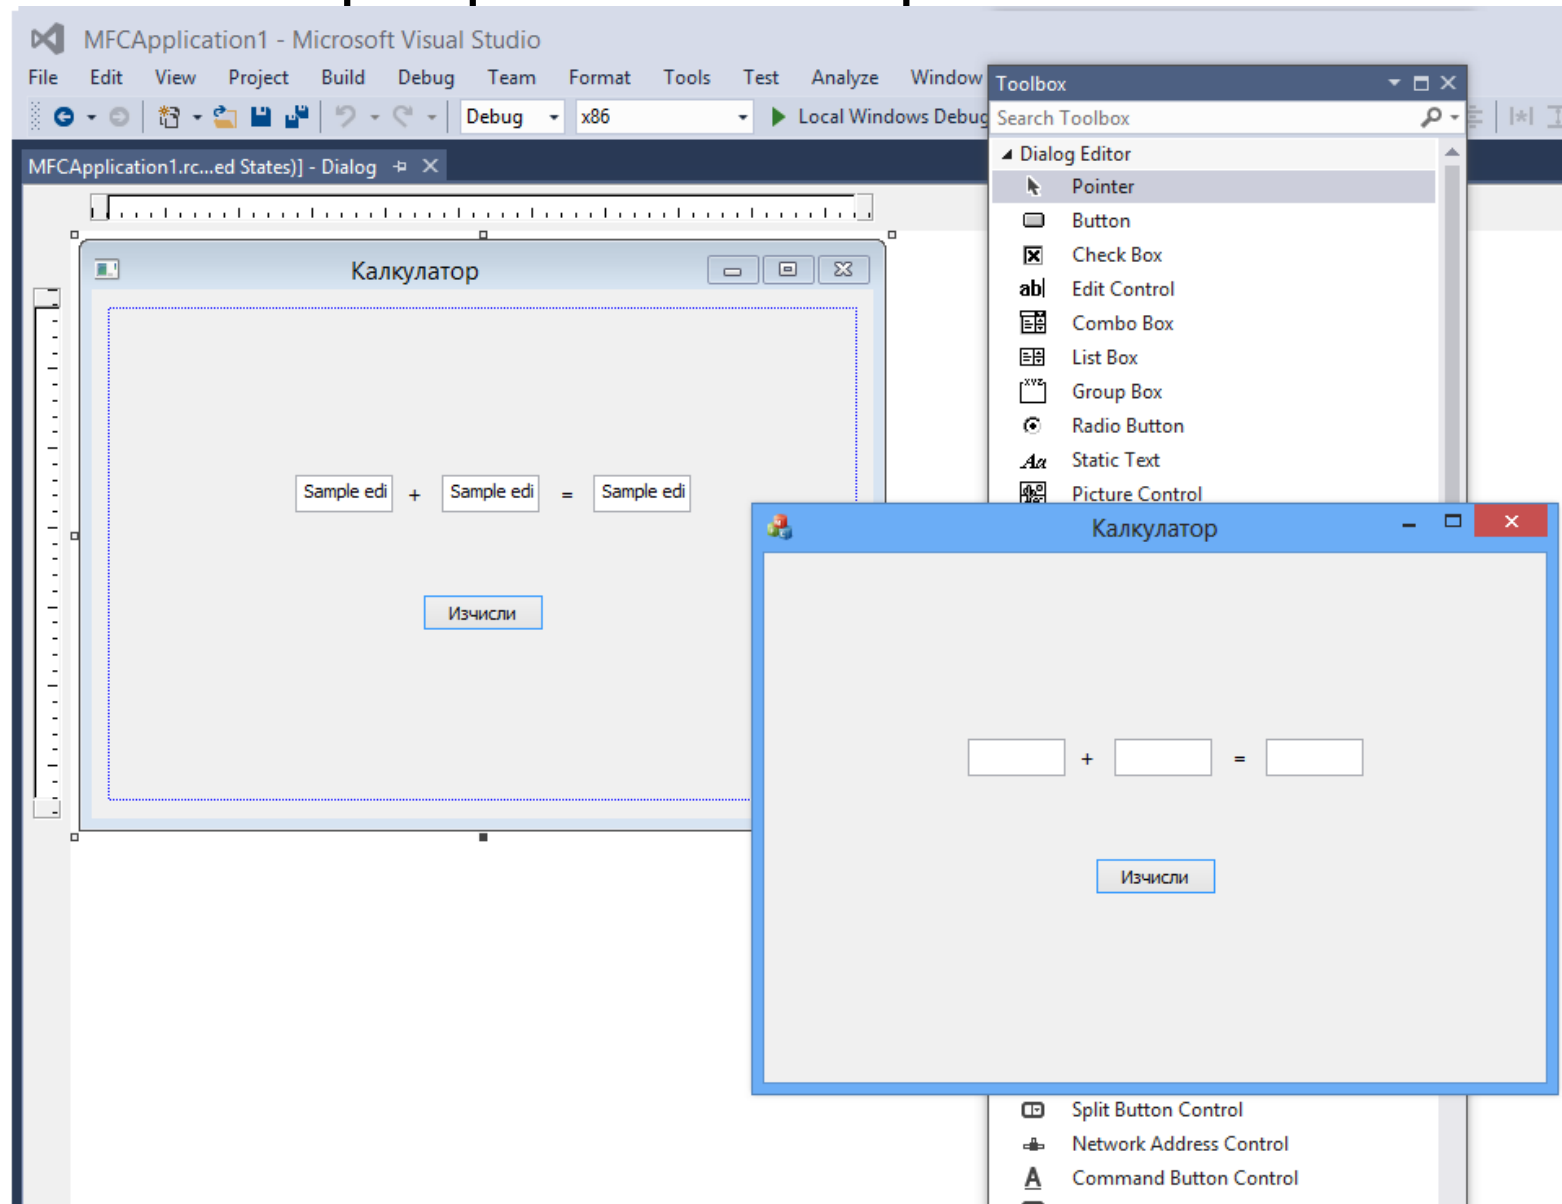 MFCApplication1 - Microsoft Visual Studio
File Edit View Project Build Debug Team Format Tools Test Analyze Window
Debug x86 Local Windows Debug
MFCApplication1.rc...ed States)] - Dialog
Toolbox
Search Toolbox
Dialog Editor
Pointer
Button
Check Box
Edit Control
Combo Box
List Box
Group Box
Radio Button
Static Text
Picture Control
Split Button Control
Network Address Control
Command Button Control
Калкулатор
Sample edi + Sample edi = Sample edi
Изчисли
Калкулатор
+ =
Изчисли